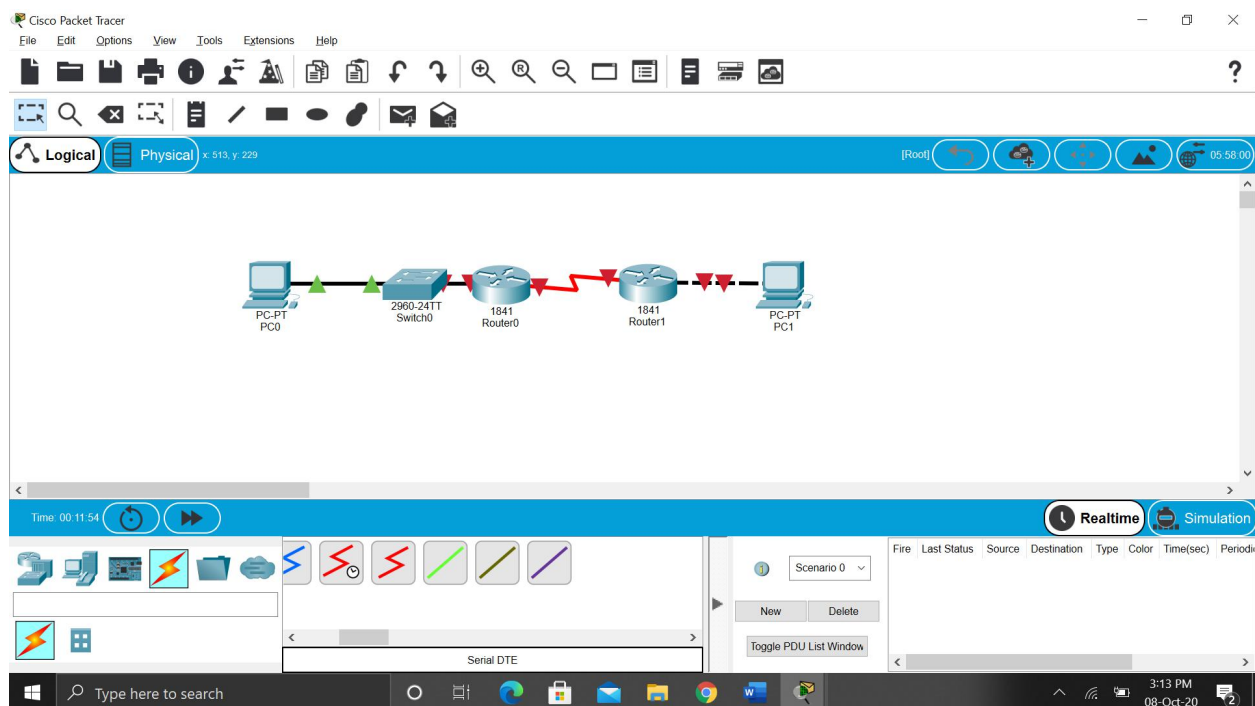 Cisco Packet Tracer
File Edit Options View Tools Extensions Help
Logical Physical x: 513, y: 229 [Root] 05:58:00
PC-PT
PC0
2960-24TT
Switch0
1841
Router0
1841
Router1
PC-PT
PC1
Time: 00:11:54 Realtime Simulation
Fire Last Status Source Destination Type Color Time(sec) Periodi
Scenario 0
New Delete
Toggle PDU List Window
Serial DTE
Type here to search
3:13 PM
08-Oct-20
2